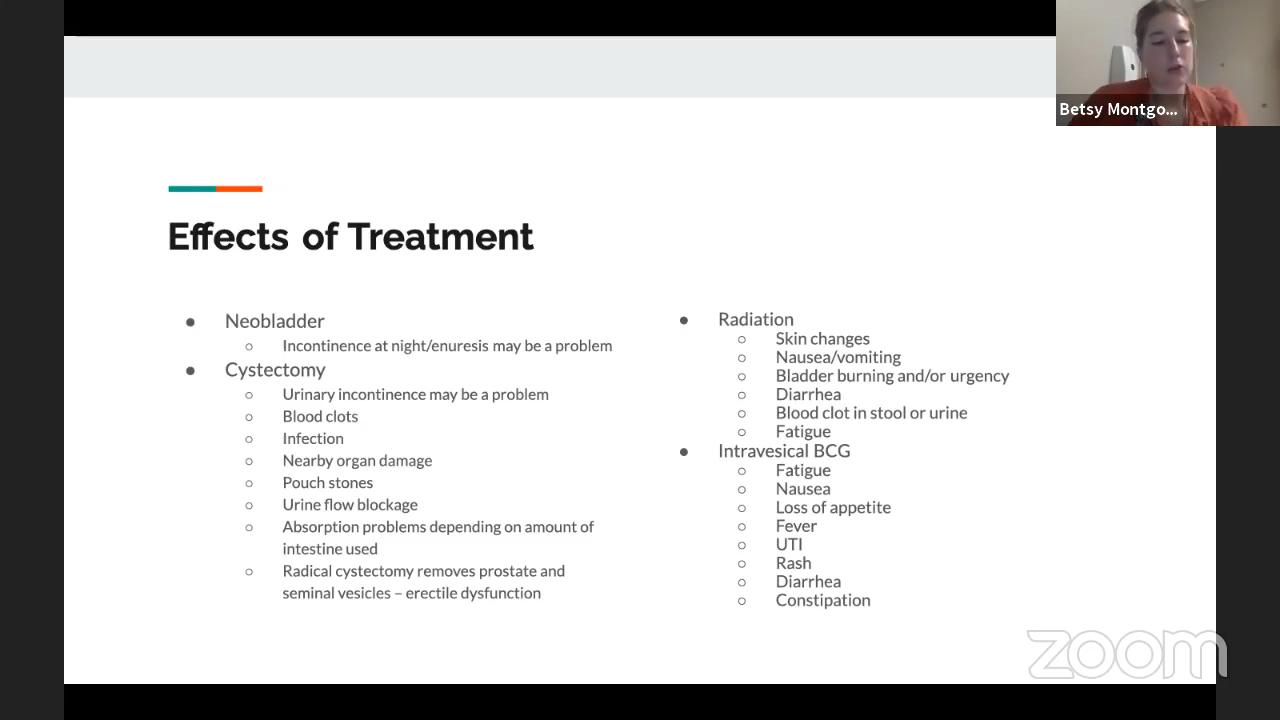 Betsy Montgo...
Effects of Treatment
● Neobladder
○ Incontinence at night/enuresis may be a problem
● Cystectomy
○ Urinary incontinence may be a problem
○ Blood clots
○ Infection
○ Nearby organ damage
○ Pouch stones
○ Urine flow blockage
○ Absorption problems depending on amount of
intestine used
○ Radical cystectomy removes prostate and
seminal vesicles – erectile dysfunction
● Radiation
○ Skin changes
○ Nausea/vomiting
○ Bladder burning and/or urgency
○ Diarrhea
○ Blood clot in stool or urine
○ Fatigue
● Intravesical BCG
○ Fatigue
○ Nausea
○ Loss of appetite
○ Fever
○ UTI
○ Rash
○ Diarrhea
○ Constipation
zoom